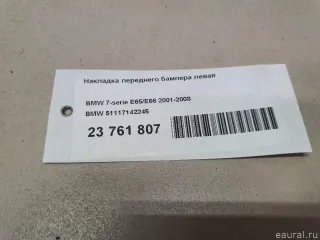 Накладка переднего бампера левая
BMW 7-serie E65/E66 2001-2008
BMW 51117142245
23 761 807
eaural.ru